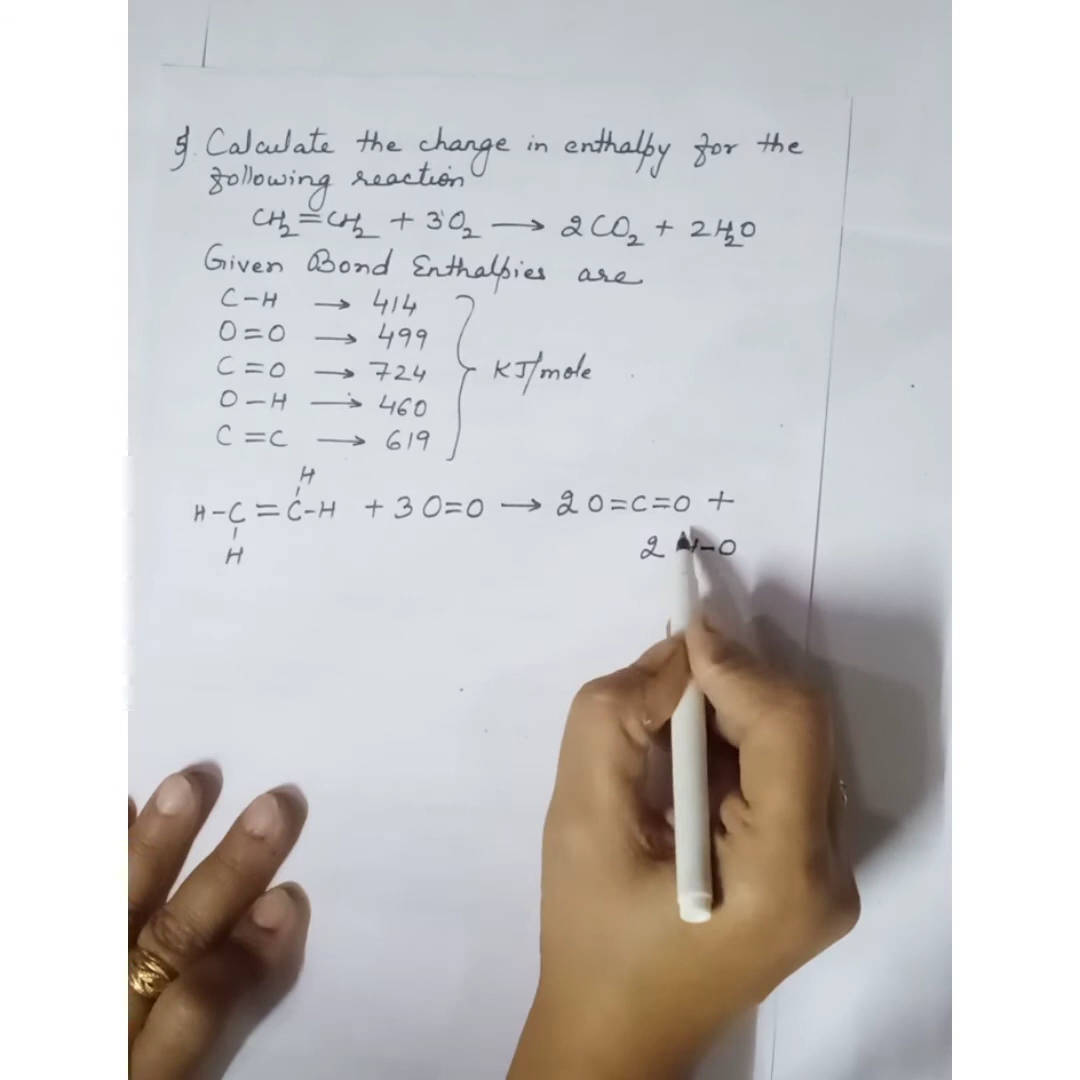 Calculate the change in enthalpy for the
following reaction
CH₂=CH₂ + 3O₂ → 2CO₂ + 2H₂O
Given Bond Enthalpies are
C-H → 414
O=O → 499
C=O → 724 } KJ/mole
O-H → 460
C=C → 619
H
H-C=C-H + 3O=O → 2O=C=O +
H 2 H-O